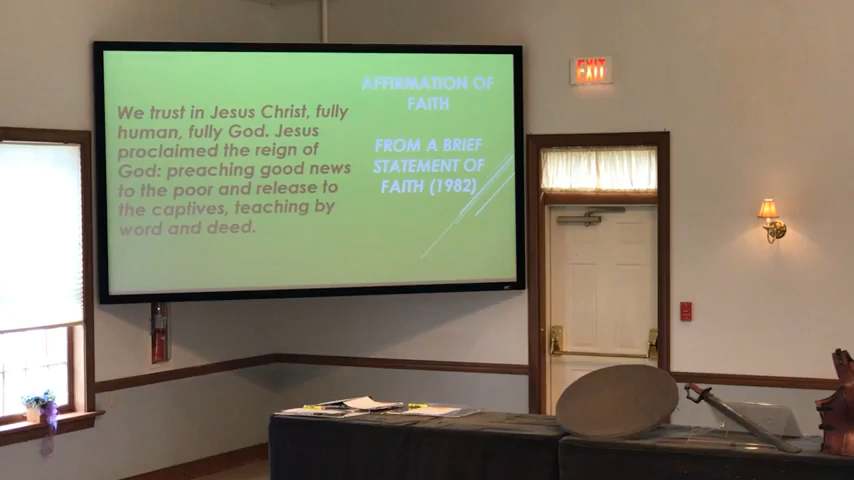 We trust in Jesus Christ, fully
human, fully God. Jesus
proclaimed the reign of
God: preaching good news
to the poor and release to
the captives, teaching by
word and deed.
AFFIRMATION OF
FAITH
FROM A BRIEF
STATEMENT OF
FAITH (1982)
EXIT